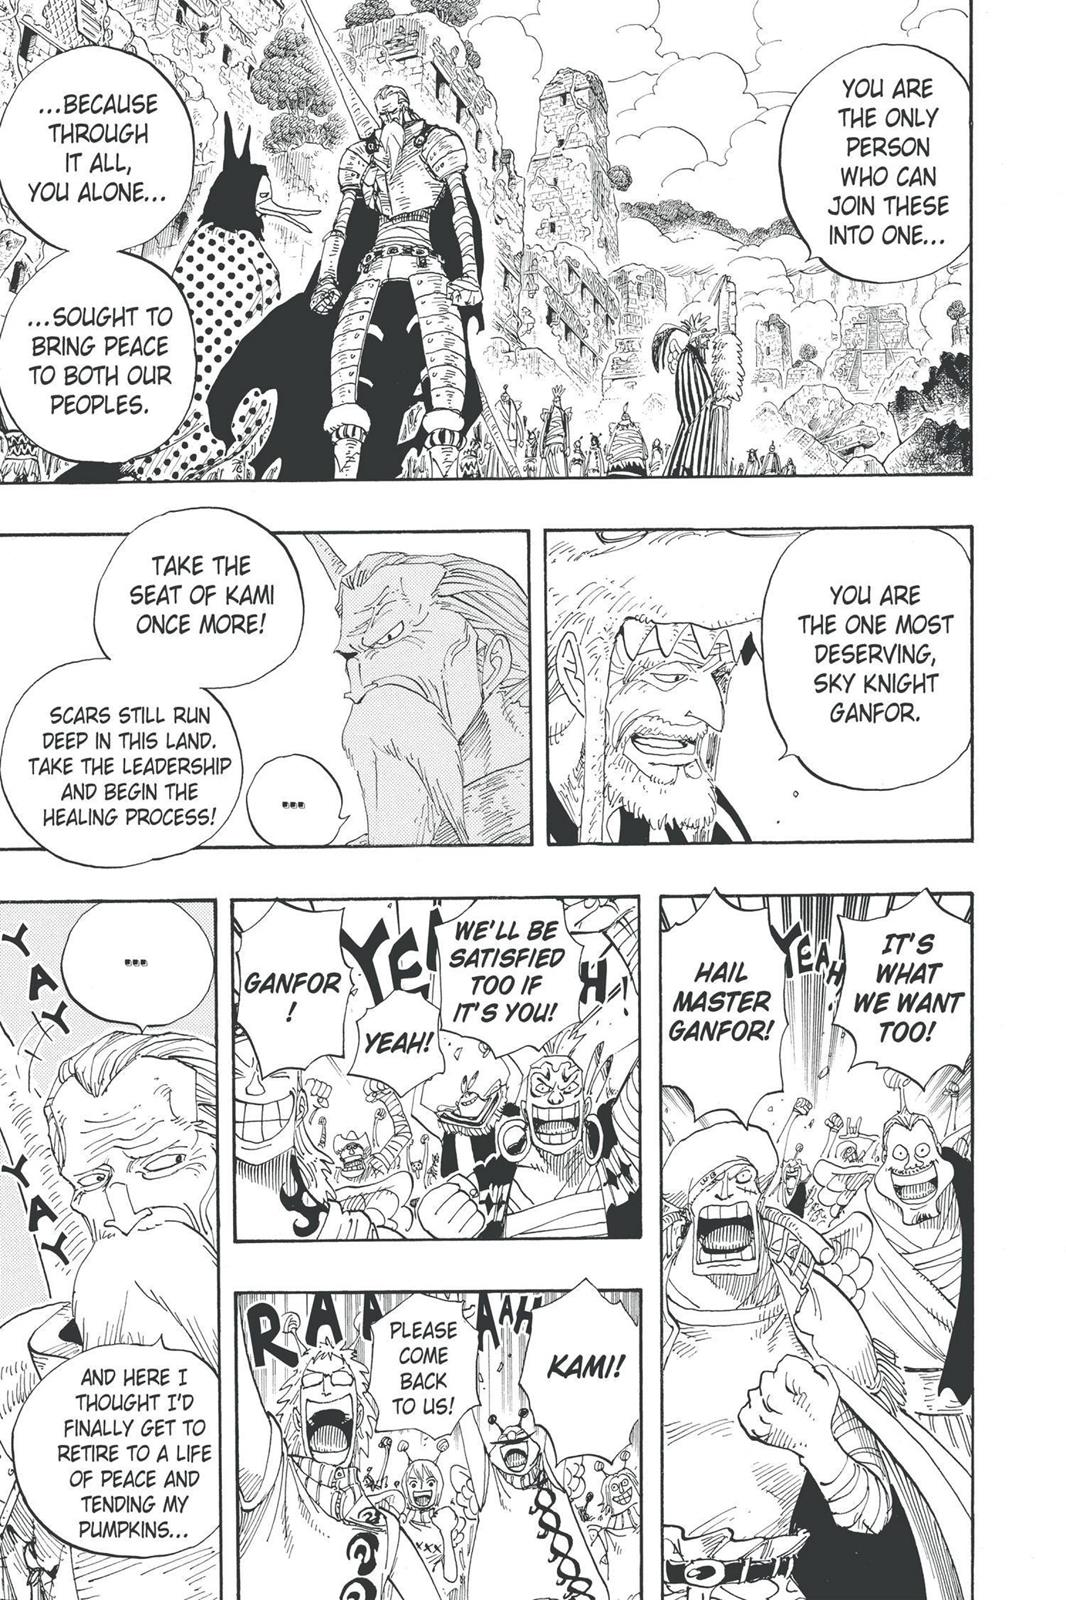 YOU ARE
THE ONLY
PERSON
WHO CAN
JOIN THESE
INTO ONE...
...BECAUSE
THROUGH
IT ALL,
YOU ALONE...
...SOUGHT TO
BRING PEACE
TO BOTH OUR
PEOPLES.
YOU ARE
THE ONE MOST
DESERVING,
SKY KNIGHT
GANFOR.
TAKE THE
SEAT OF KAMI
ONCE MORE!
SCARS STILL RUN
DEEP IN THIS LAND.
TAKE THE LEADERSHIP
AND BEGIN THE
HEALING PROCESS!
...
IT'S
WHAT
WE WANT
TOO!
YEAH
HAIL
MASTER
GANFOR!
WE'LL BE
SATISFIED
TOO IF
IT'S YOU!
YEAH!
YEAH!
GANFOR
!
KAMI!
PLEASE
COME
BACK
TO US!
RAAAAAH
...
YAY
YAY
AND HERE I
THOUGHT I'D
FINALLY GET TO
RETIRE TO A LIFE
OF PEACE AND
TENDING MY
PUMPKINS...